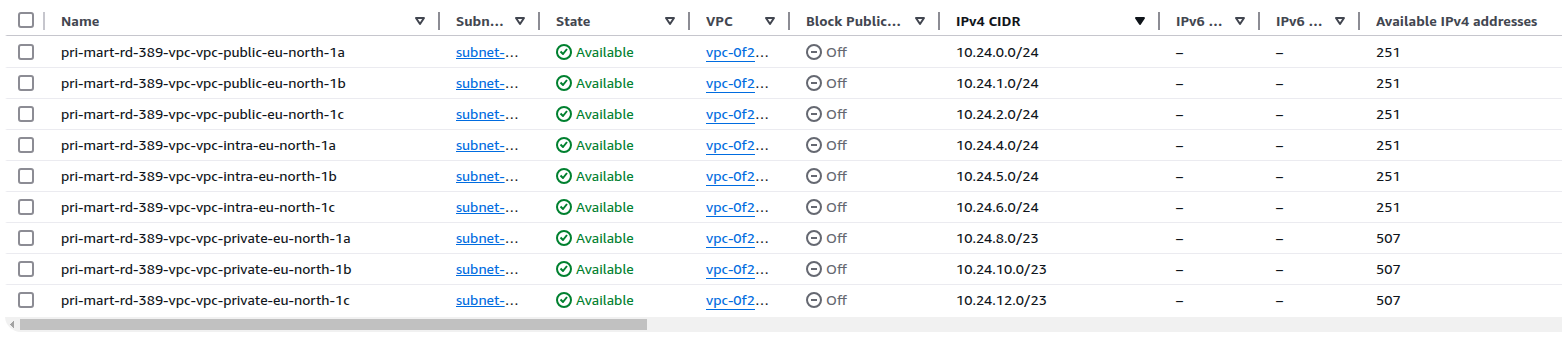 Name Subn... State VPC Block Public... IPv4 CIDR IPv6 ... IPv6 ... Available IPv4 addresses
pri-mart-rd-389-vpc-vpc-public-eu-north-1a subnet-... Available vpc-0f2... Off 10.24.0.0/24 – – 251
pri-mart-rd-389-vpc-vpc-public-eu-north-1b subnet-... Available vpc-0f2... Off 10.24.1.0/24 – – 251
pri-mart-rd-389-vpc-vpc-public-eu-north-1c subnet-... Available vpc-0f2... Off 10.24.2.0/24 – – 251
pri-mart-rd-389-vpc-vpc-intra-eu-north-1a subnet-... Available vpc-0f2... Off 10.24.4.0/24 – – 251
pri-mart-rd-389-vpc-vpc-intra-eu-north-1b subnet-... Available vpc-0f2... Off 10.24.5.0/24 – – 251
pri-mart-rd-389-vpc-vpc-intra-eu-north-1c subnet-... Available vpc-0f2... Off 10.24.6.0/24 – – 251
pri-mart-rd-389-vpc-vpc-private-eu-north-1a subnet-... Available vpc-0f2... Off 10.24.8.0/23 – – 507
pri-mart-rd-389-vpc-vpc-private-eu-north-1b subnet-... Available vpc-0f2... Off 10.24.10.0/23 – – 507
pri-mart-rd-389-vpc-vpc-private-eu-north-1c subnet-... Available vpc-0f2... Off 10.24.12.0/23 – – 507